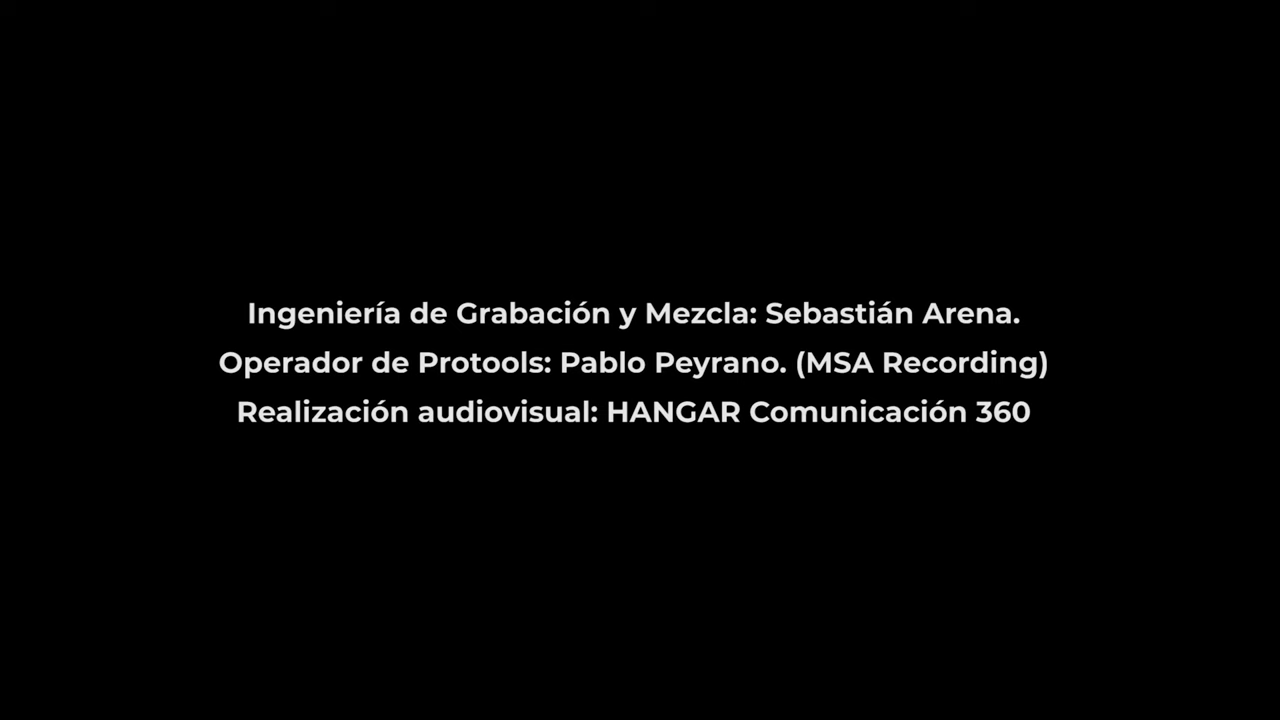 Ingeniería de Grabación y Mezcla: Sebastián Arena.
Operador de Protools: Pablo Peyrano. (MSA Recording)
Realización audiovisual: HANGAR Comunicación 360